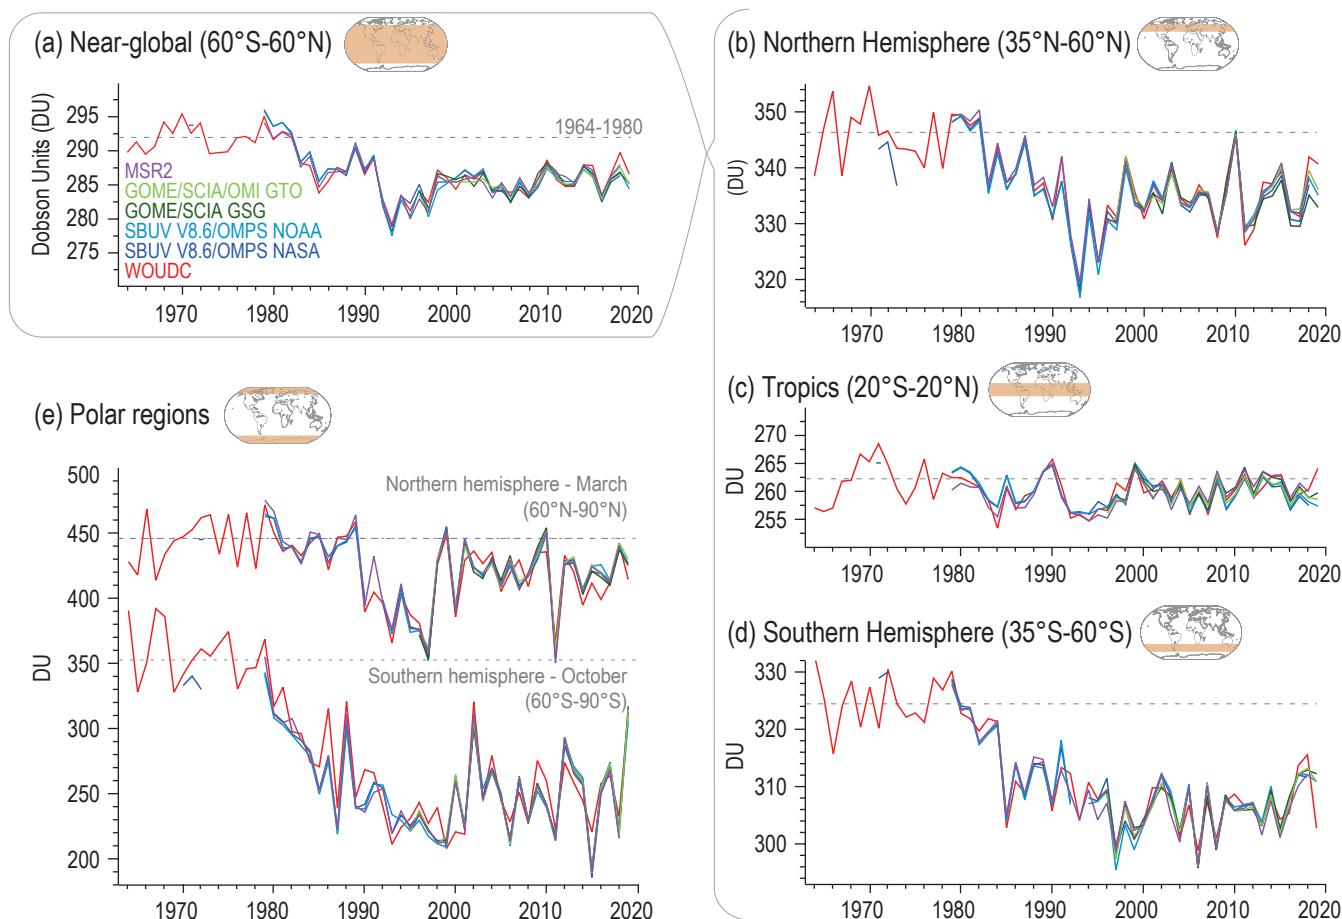 (a) Near-global (60°S-60°N)
Dobson Units (DU)
295
290
285
280
275
1964-1980
MSR2
GOME/SCIA/OMI GTO
GOME/SCIA GSG
SBUV V8.6/OMPS NOAA
SBUV V8.6/OMPS NASA
WOUDC
1970 1980 1990 2000 2010 2020
(b) Northern Hemisphere (35°N-60°N)
(DU)
350
340
330
320
1970 1980 1990 2000 2010 2020
(c) Tropics (20°S-20°N)
DU
270
265
260
255
1970 1980 1990 2000 2010 2020
(d) Southern Hemisphere (35°S-60°S)
DU
330
320
310
300
1970 1980 1990 2000 2010 2020
(e) Polar regions
DU
500
450
400
350
300
250
200
Northern hemisphere - March
(60°N-90°N)
Southern hemisphere - October
(60°S-90°S)
1970 1980 1990 2000 2010 2020